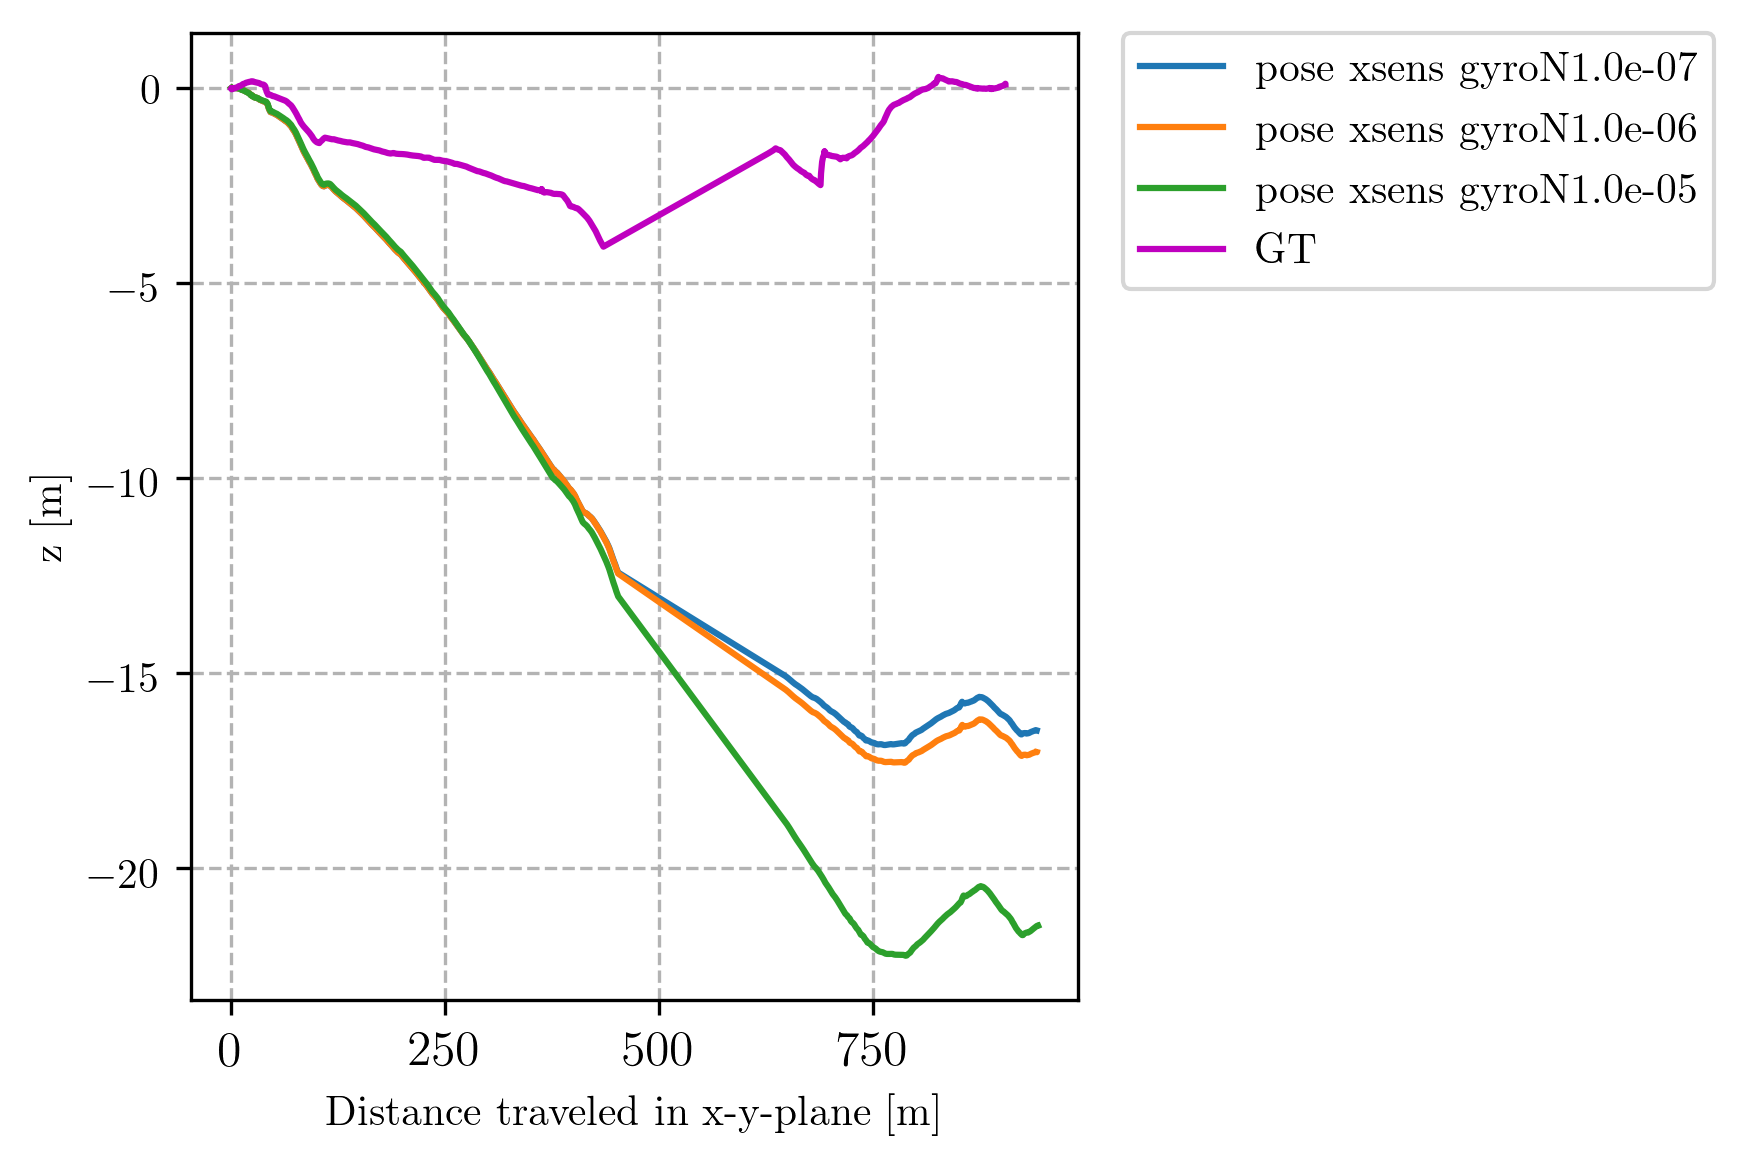 pose xsens gyroN1.0e-07
pose xsens gyroN1.0e-06
pose xsens gyroN1.0e-05
GT
0
−5
−10
−15
−20
z [m]
0 250 500 750
Distance traveled in x-y-plane [m]